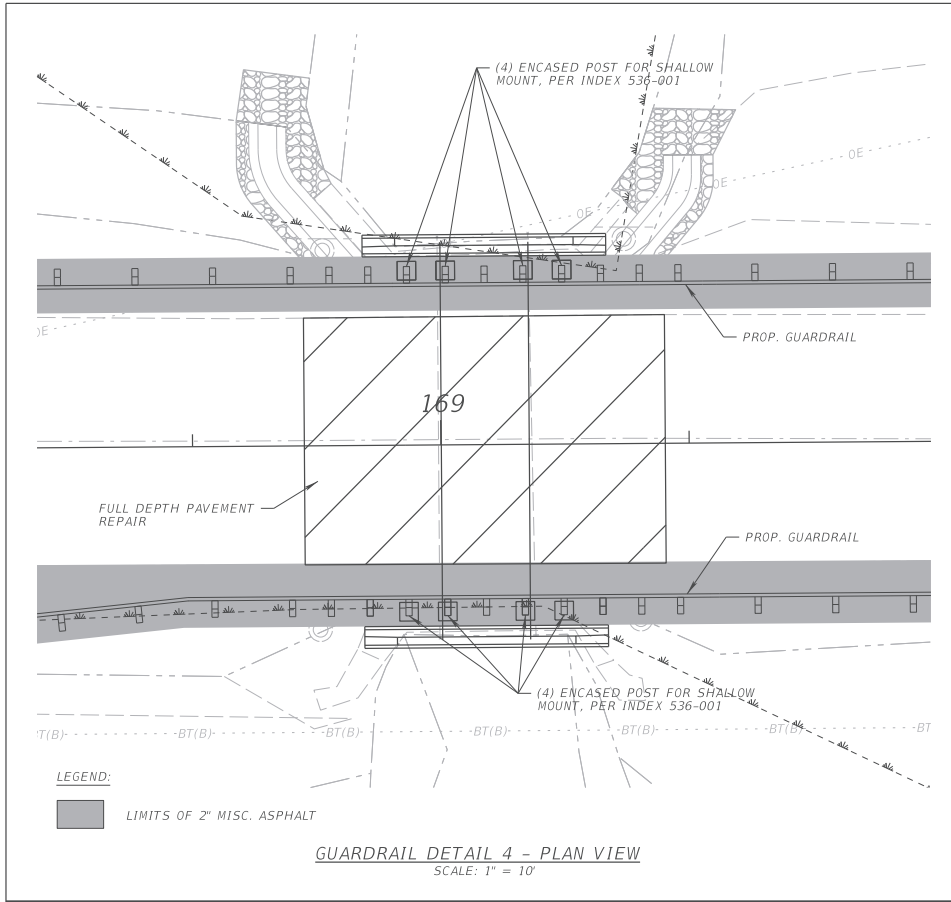 (4) ENCASED POST FOR SHALLOW
MOUNT, PER INDEX 536-001
OE
OE
OE
PROP. GUARDRAIL
169
FULL DEPTH PAVEMENT
REPAIR
PROP. GUARDRAIL
(4) ENCASED POST FOR SHALLOW
MOUNT, PER INDEX 536-001
BT(B) BT(B) BT(B) BT(B) BT(B) BT(B) BT
LEGEND:
LIMITS OF 2" MISC. ASPHALT
GUARDRAIL DETAIL 4 - PLAN VIEW
SCALE: 1" = 10'